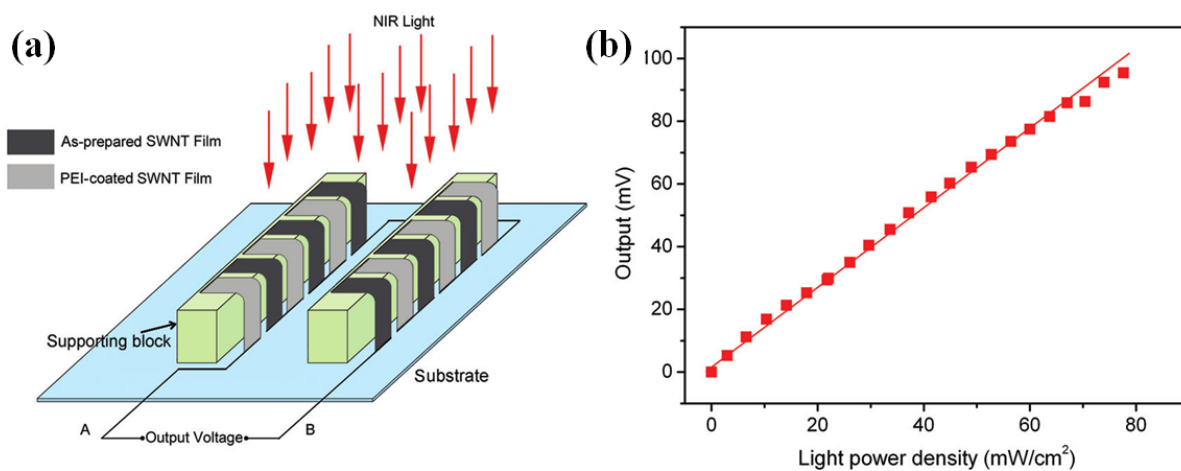 (a)
NIR Light
As-prepared SWNT Film
PEI-coated SWNT Film
Supporting block
Substrate
A
Output Voltage
B
(b)
Output (mV)
100
80
60
40
20
0
0 20 40 60 80
Light power density (mW/cm²)